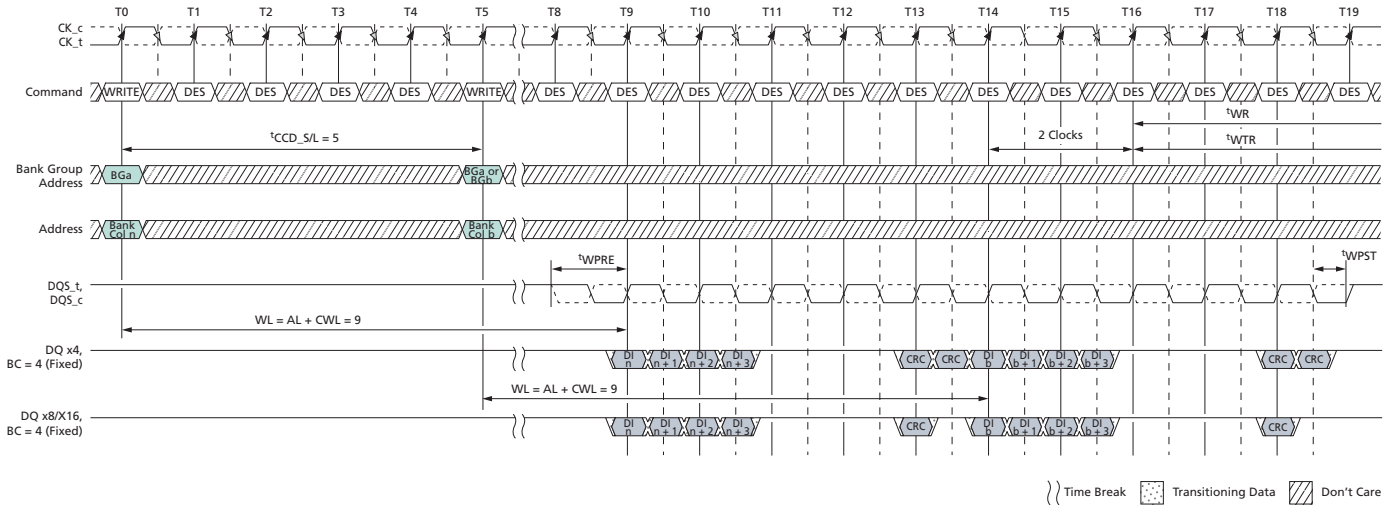 T0 T1 T2 T3 T4 T5 T8 T9 T10 T11 T12 T13 T14 T15 T16 T17 T18 T19
CK_c
CK_t
Command WRITE DES DES DES DES WRITE DES DES DES DES DES DES DES DES DES DES DES DES
tWR
tCCD_S/L = 5
2 Clocks
tWTR
Bank Group
Address
BGa
BGa or
BGb
Address
Bank
Col n
Bank
Col b
tWPRE
tWPST
DQS_t,
DQS_c
WL = AL + CWL = 9
DQ x4,
BC = 4 (Fixed)
DI
n
DI
n + 1
DI
n + 2
DI
n + 3
CRC
CRC
DI
b
DI
b + 1
DI
b + 2
DI
b + 3
CRC
CRC
WL = AL + CWL = 9
DQ x8/X16,
BC = 4 (Fixed)
DI
n
DI
n + 1
DI
n + 2
DI
n + 3
CRC
DI
b
DI
b + 1
DI
b + 2
DI
b + 3
CRC
Time Break Transitioning Data Don't Care